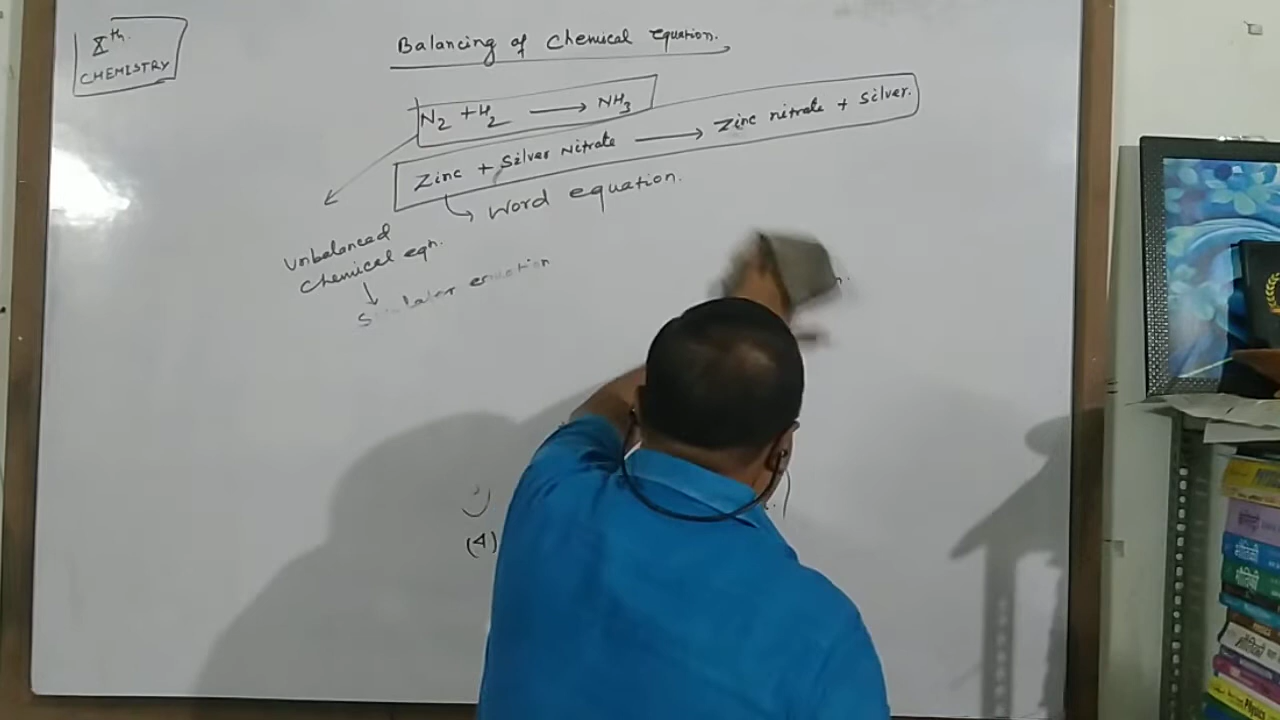 Xth.
CHEMISTRY
Balancing of Chemical Equation.
N2 + H2 → NH3
Zinc + Silver Nitrate → Zinc nitrate + Silver.
Word equation.
Unbalanced
Chemical eqn.
(4)